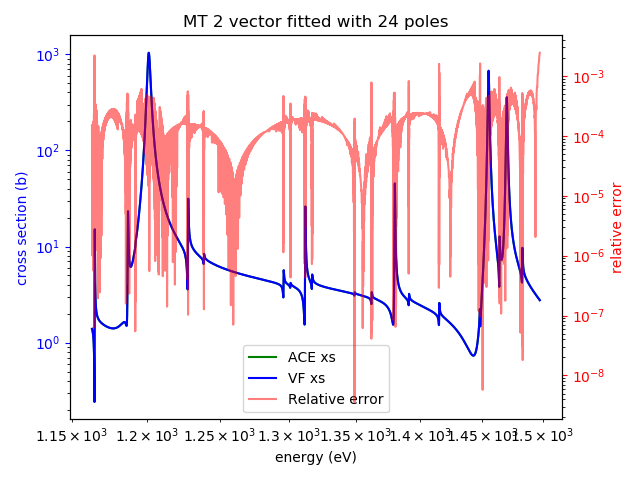 MT 2 vector fitted with 24 poles
cross section (b)
10³
10²
10¹
10⁰
10⁻³
10⁻⁴
10⁻⁵
10⁻⁶
10⁻⁷
10⁻⁸
relative error
ACE xs
VF xs
Relative error
1.15 × 10³ 1.2 × 10³ 1.25 × 10³ 1.3 × 10³ 1.35 × 10³ 1.4 × 10³ 1.45 × 10³ 1.5 × 10³
energy (eV)